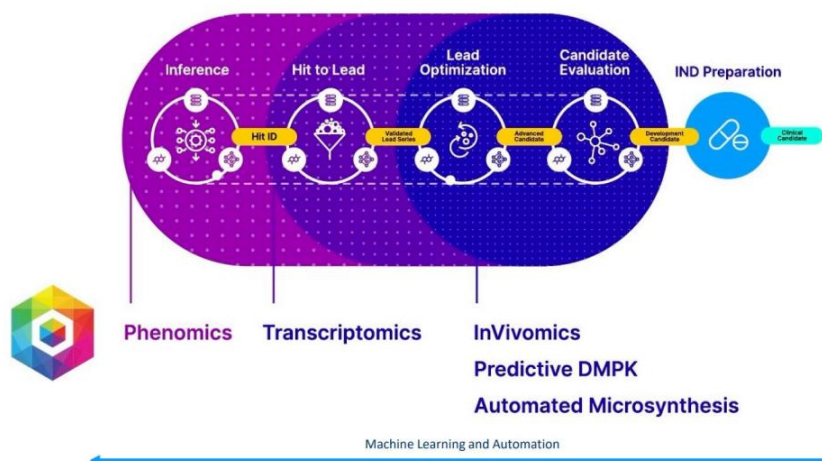 Inference
Hit to Lead
Lead
Optimization
Candidate
Evaluation
IND Preparation
Hit ID
Validated
Lead Series
Advanced
Candidate
Development
Candidate
Clinical
Candidate
Phenomics
Transcriptomics
InVivomics
Predictive DMPK
Automated Microsynthesis
Machine Learning and Automation